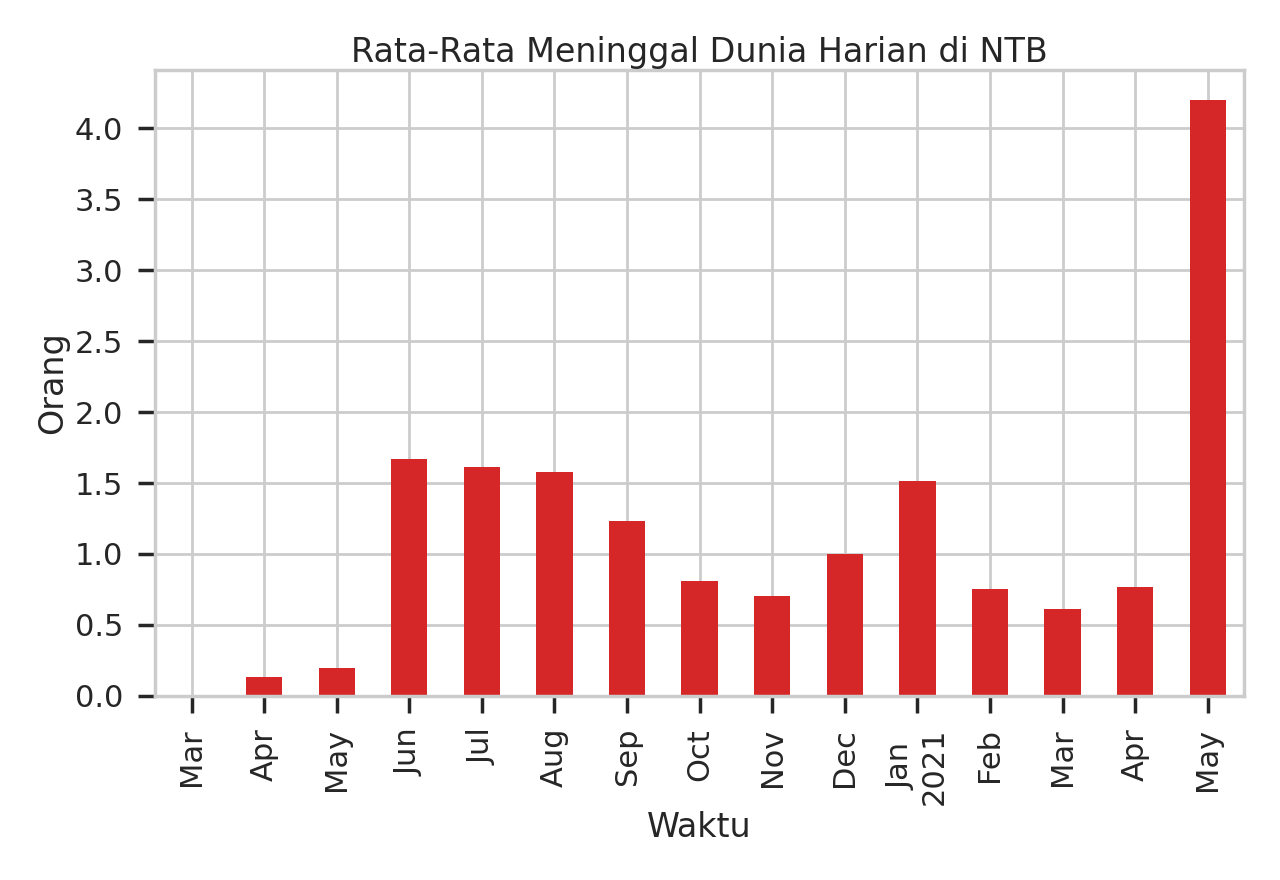 Rata-Rata Meninggal Dunia Harian di NTB
Orang
4.0
3.5
3.0
2.5
2.0
1.5
1.0
0.5
0.0
Mar
Apr
May
Jun
Jul
Aug
Sep
Oct
Nov
Dec
Jan
2021
Feb
Mar
Apr
May
Waktu